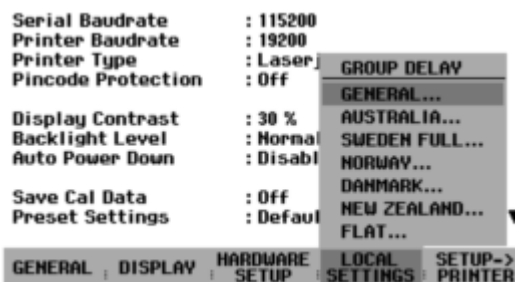 Serial Baudrate : 115200
Printer Baudrate : 19200
Printer Type : Laserj
Pincode Protection : Off
Display Contrast : 30 %
Backlight Level : Normal
Auto Power Down : Disabl
Save Cal Data : Off
Preset Settings : Defaul
GROUP DELAY
GENERAL...
AUSTRALIA...
SWEDEN FULL...
NORWAY...
DANMARK...
NEW ZEALAND...
FLAT...
GENERAL DISPLAY HARDWARE SETUP LOCAL SETTINGS SETUP-> PRINTER